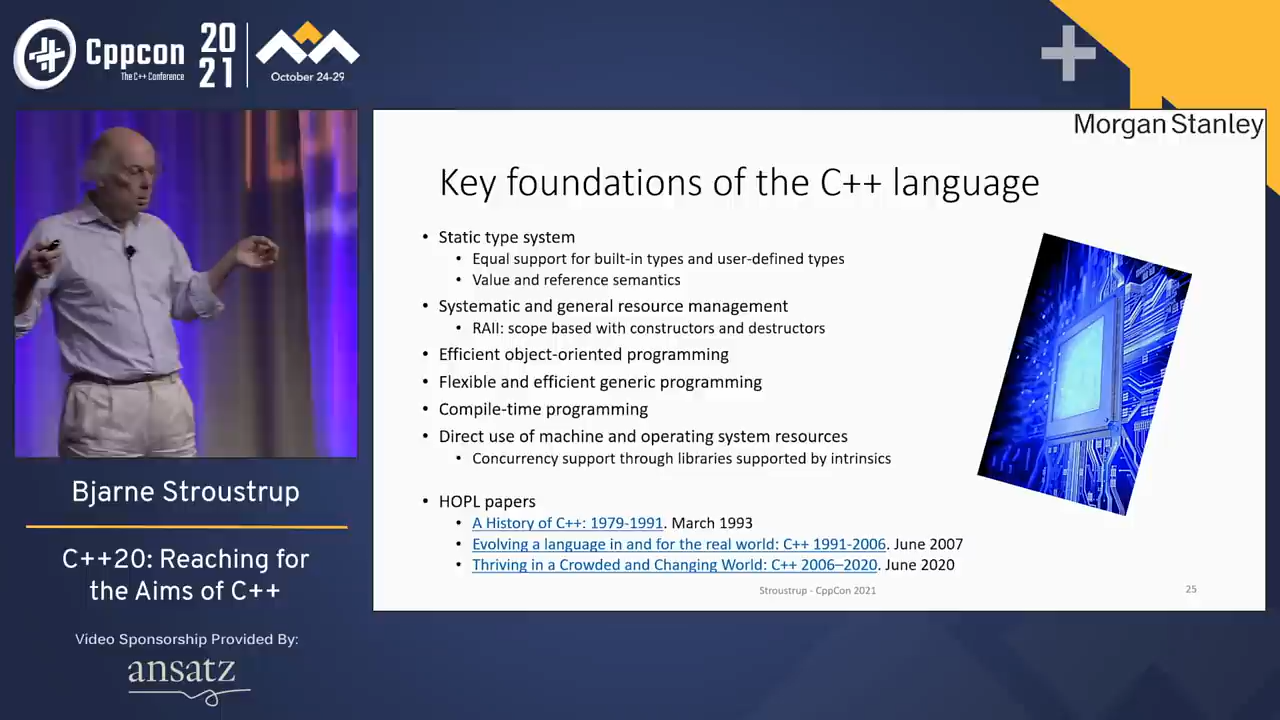 Cppcon
The C++ Conference
20
21
October 24-29
Morgan Stanley
Key foundations of the C++ language
• Static type system
• Equal support for built-in types and user-defined types
• Value and reference semantics
• Systematic and general resource management
• RAII: scope based with constructors and destructors
• Efficient object-oriented programming
• Flexible and efficient generic programming
• Compile-time programming
• Direct use of machine and operating system resources
• Concurrency support through libraries supported by intrinsics
• HOPL papers
• A History of C++: 1979-1991. March 1993
• Evolving a language in and for the real world: C++ 1991-2006. June 2007
• Thriving in a Crowded and Changing World: C++ 2006–2020. June 2020
Stroustrup - CppCon 2021
25
Bjarne Stroustrup
C++20: Reaching for
the Aims of C++
Video Sponsorship Provided By:
ansatz